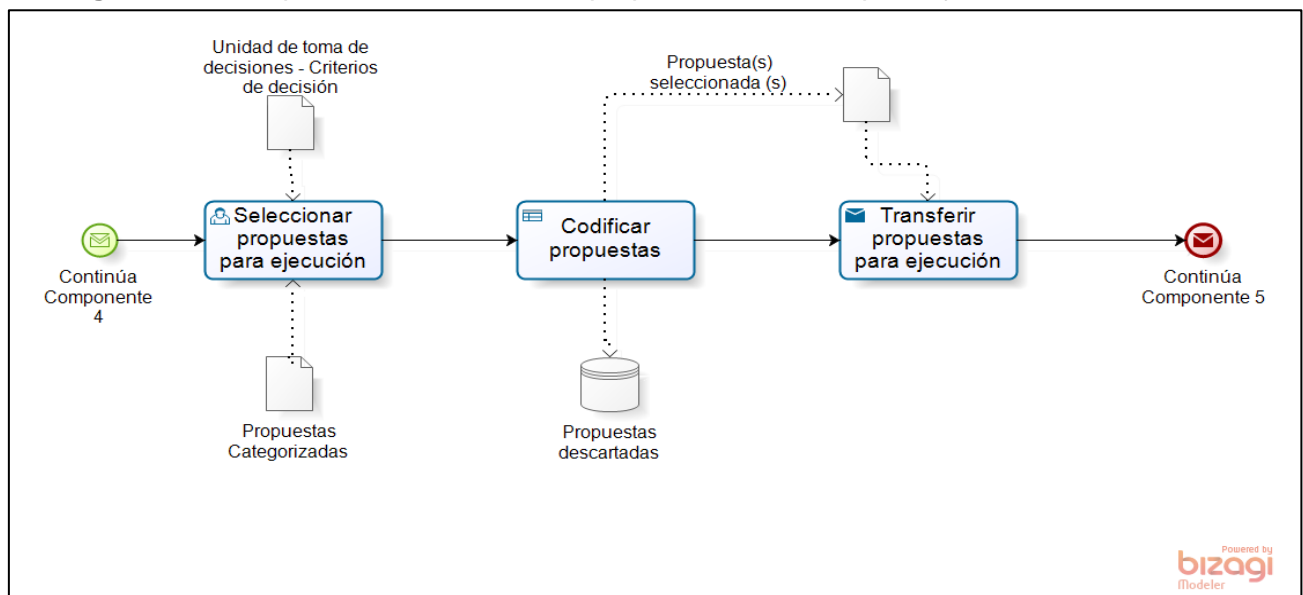 Unidad de toma de
decisiones - Criterios
de decisión
Propuesta(s)
seleccionada (s)
Seleccionar
propuestas
para ejecución
Codificar
propuestas
Transferir
propuestas
para ejecución
Continúa
Componente
4
Continúa
Componente 5
Propuestas
Categorizadas
Propuestas
descartadas
Powered by
bizagi
Modeler